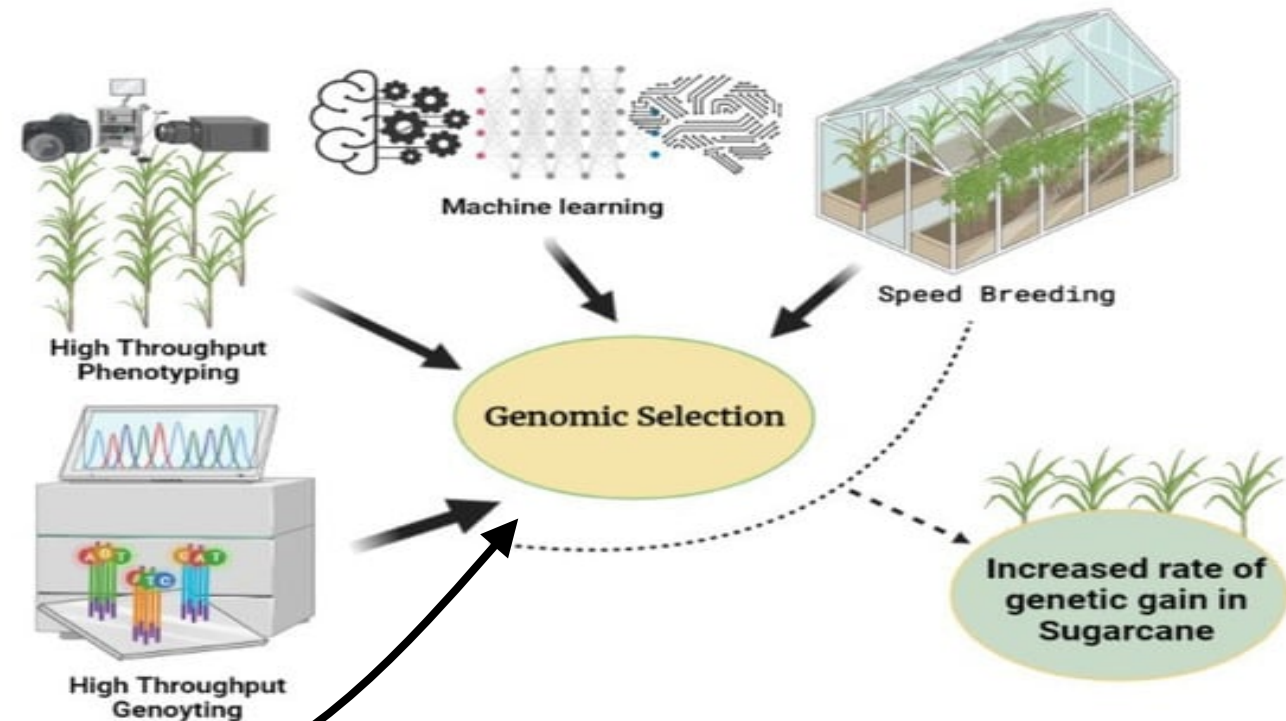 Machine learning
Speed Breeding
High Throughput
Phenotyping
Genomic Selection
Increased rate of
genetic gain in
Sugarcane
High Throughput
Genoyting